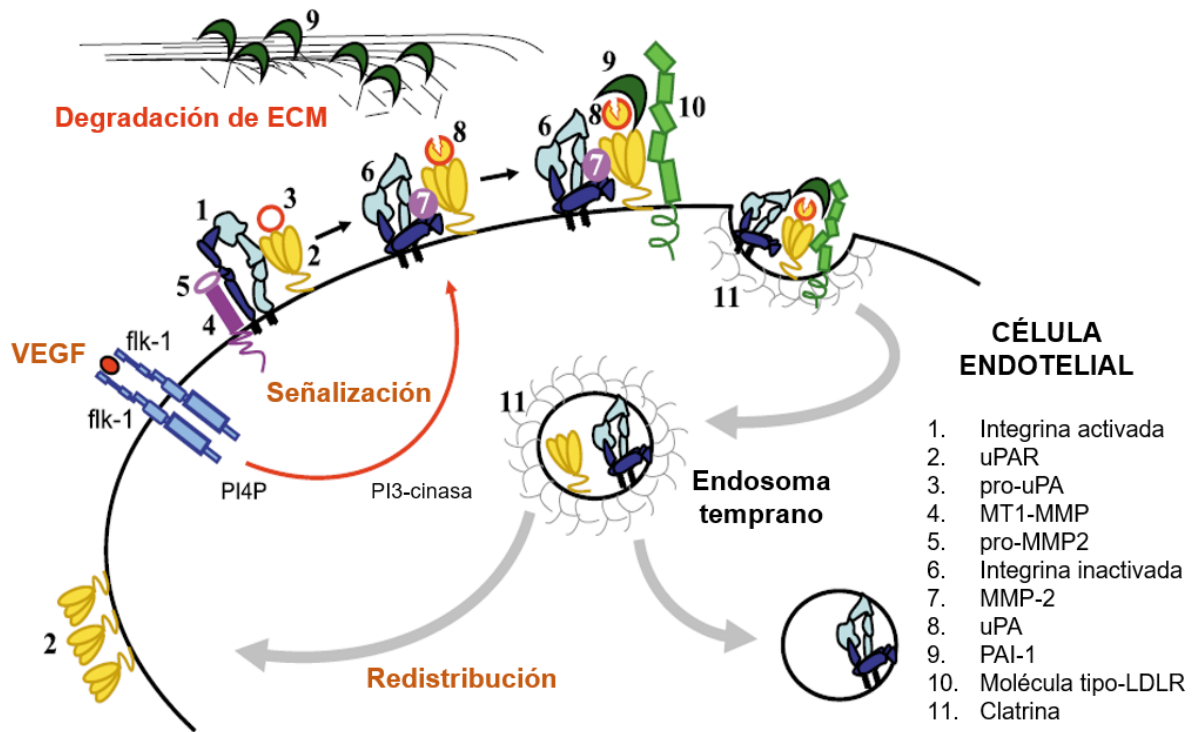 9
Degradación de ECM
9
10
8
8
6
6
7
7
3
1
2
5
4
11
VEGF
flk-1
flk-1
Señalización
PI4P
PI3-cinasa
11
Endosoma
temprano
2
Redistribución
CÉLULA
ENDOTELIAL
1. Integrina activada
2. uPAR
3. pro-uPA
4. MT1-MMP
5. pro-MMP2
6. Integrina inactivada
7. MMP-2
8. uPA
9. PAI-1
10. Molécula tipo-LDLR
11. Clatrina